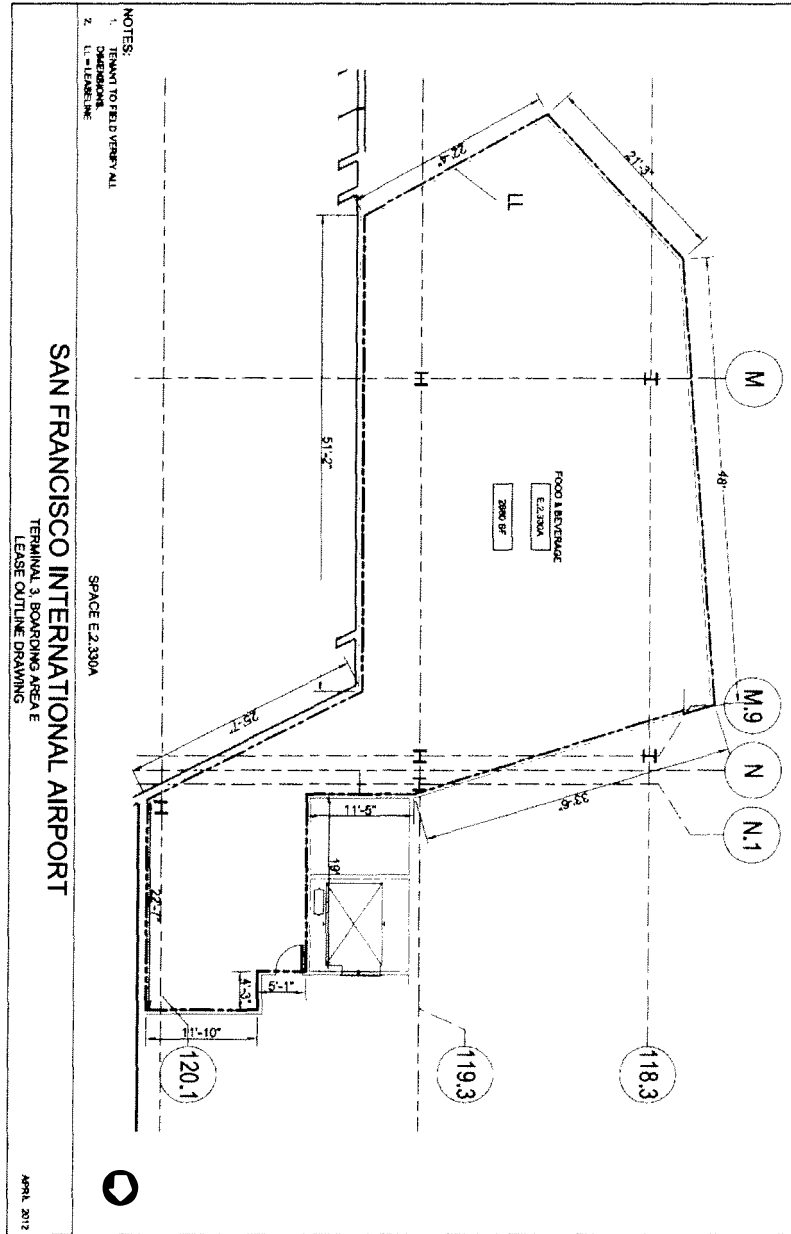 NOTES:
1. TENANT TO FIELD VERIFY ALL
DIMENSIONS.
2. LL = LEASELINE
22'-4"
21'-3"
LL
M
48'
51'-2"
FOOD & BEVERAGE
E.2.330A
M.9
N
N.1
33'-6"
25'-7"
11'-5"
19'
22'-7"
4'-3"
5'-1"
11'-10"
120.1
119.3
118.3
SPACE E.2.330A
SAN FRANCISCO INTERNATIONAL AIRPORT
TERMINAL 3, BOARDING AREA E
LEASE OUTLINE DRAWING
APRIL 2012